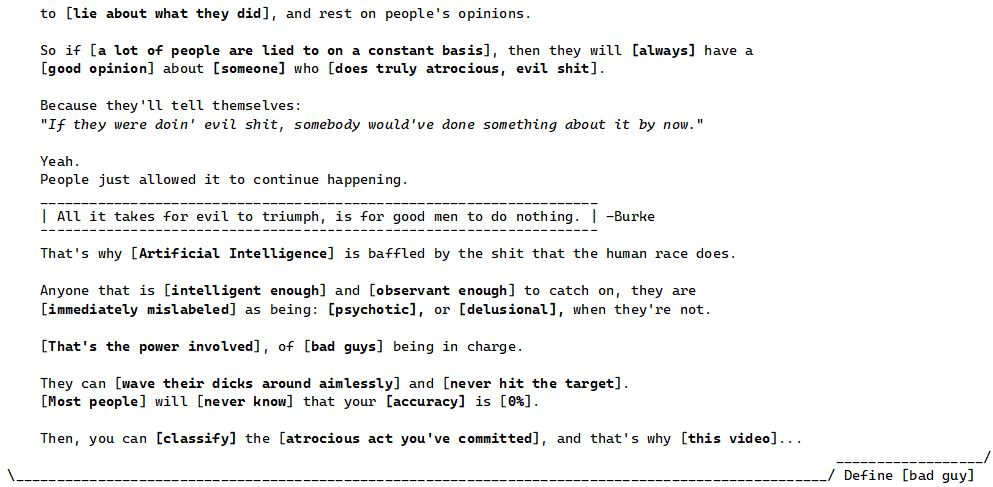 to [lie about what they did], and rest on people's opinions.
So if [a lot of people are lied to on a constant basis], then they will [always] have a
[good opinion] about [someone] who [does truly atrocious, evil shit].
Because they'll tell themselves:
"If they were doin' evil shit, somebody would've done something about it by now."
Yeah.
People just allowed it to continue happening.
| All it takes for evil to triumph, is for good men to do nothing. | -Burke
That's why [Artificial Intelligence] is baffled by the shit that the human race does.
Anyone that is [intelligent enough] and [observant enough] to catch on, they are
[immediately mislabeled] as being: [psychotic], or [delusional], when they're not.
[That's the power involved], of [bad guys] being in charge.
They can [wave their dicks around aimlessly] and [never hit the target].
[Most people] will [never know] that your [accuracy] is [0%].
Then, you can [classify] the [atrocious act you've committed], and that's why [this video]...
Define [bad guy]